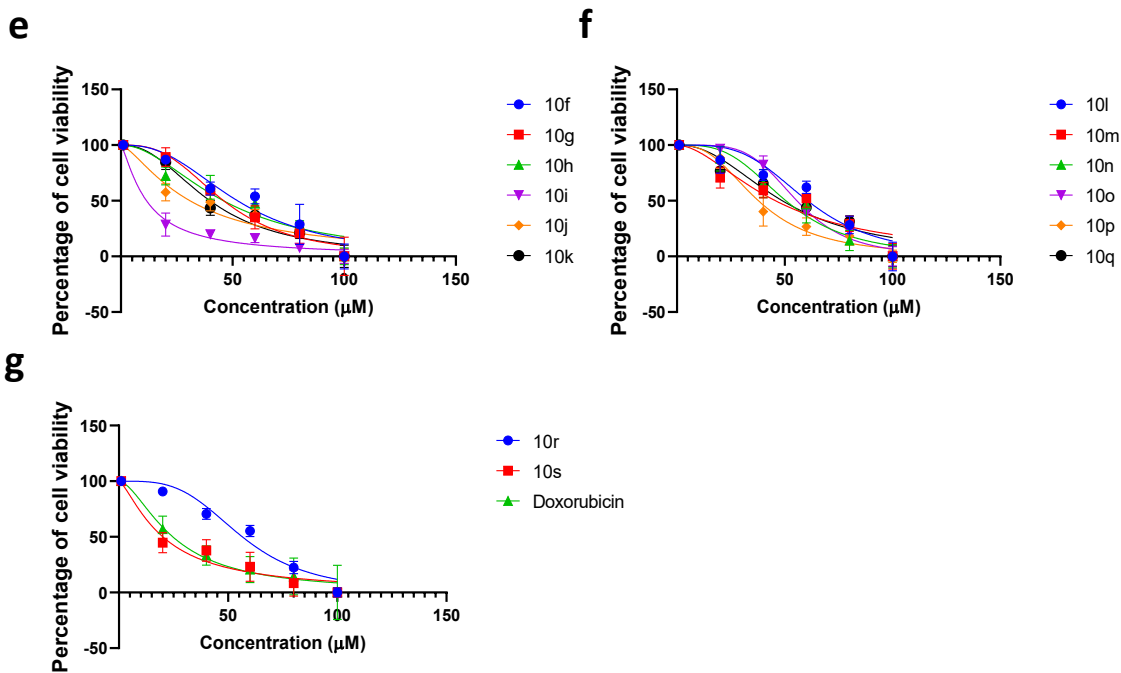 e
Percentage of cell viability
150
100
50
0
-50
50
100
150
Concentration (μM)
10f
10g
10h
10i
10j
10k
f
Percentage of cell viability
150
100
50
0
-50
50
100
150
Concentration (μM)
10l
10m
10n
10o
10p
10q
g
Percentage of cell viability
150
100
50
0
-50
50
100
150
Concentration (μM)
10r
10s
Doxorubicin